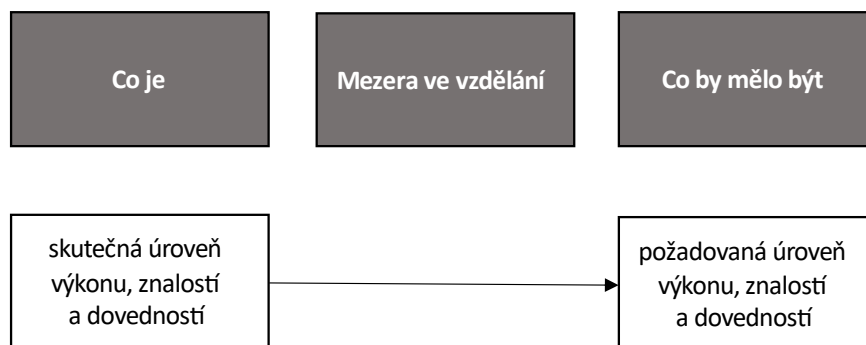 Co je
Mezera ve vzdělání
Co by mělo být
skutečná úroveň
výkonu, znalostí
a dovedností
požadovaná úroveň
výkonu, znalostí
a dovedností